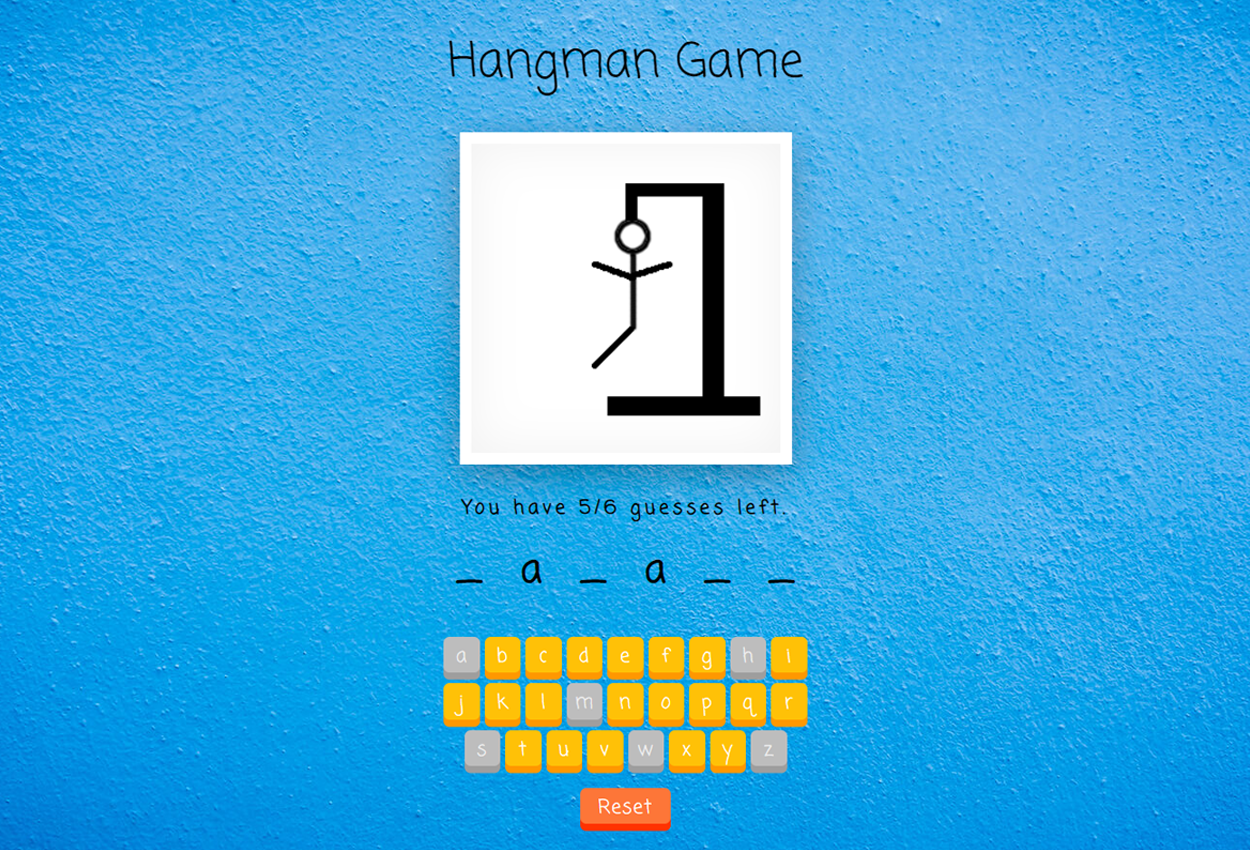 Hangman Game
You have 5/6 guesses left.
_ a _ a _ _
a b c d e f g h i
j k l m n o p q r
s t u v w x y z
Reset